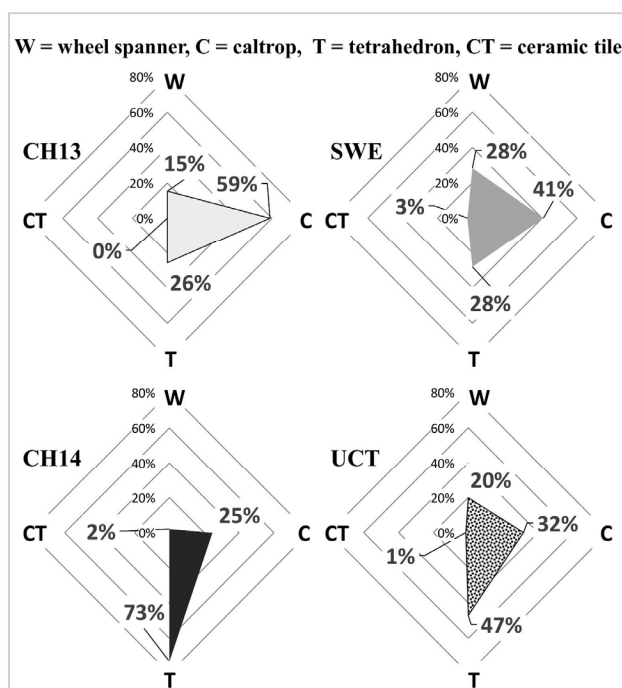 W = wheel spanner, C = caltrop, T = tetrahedron, CT = ceramic tile
80% W
60%
CH13
40%
15%
20%
59%
CT
0%
C
0%
26%
T
80% W
60%
SWE
40%
28%
20%
41%
3%
CT
0%
C
28%
T
80% W
60%
CH14
40%
20%
25%
CT
2%
0%
C
73%
T
80% W
60%
UCT
40%
20%
20%
32%
CT
0%
C
1%
47%
T